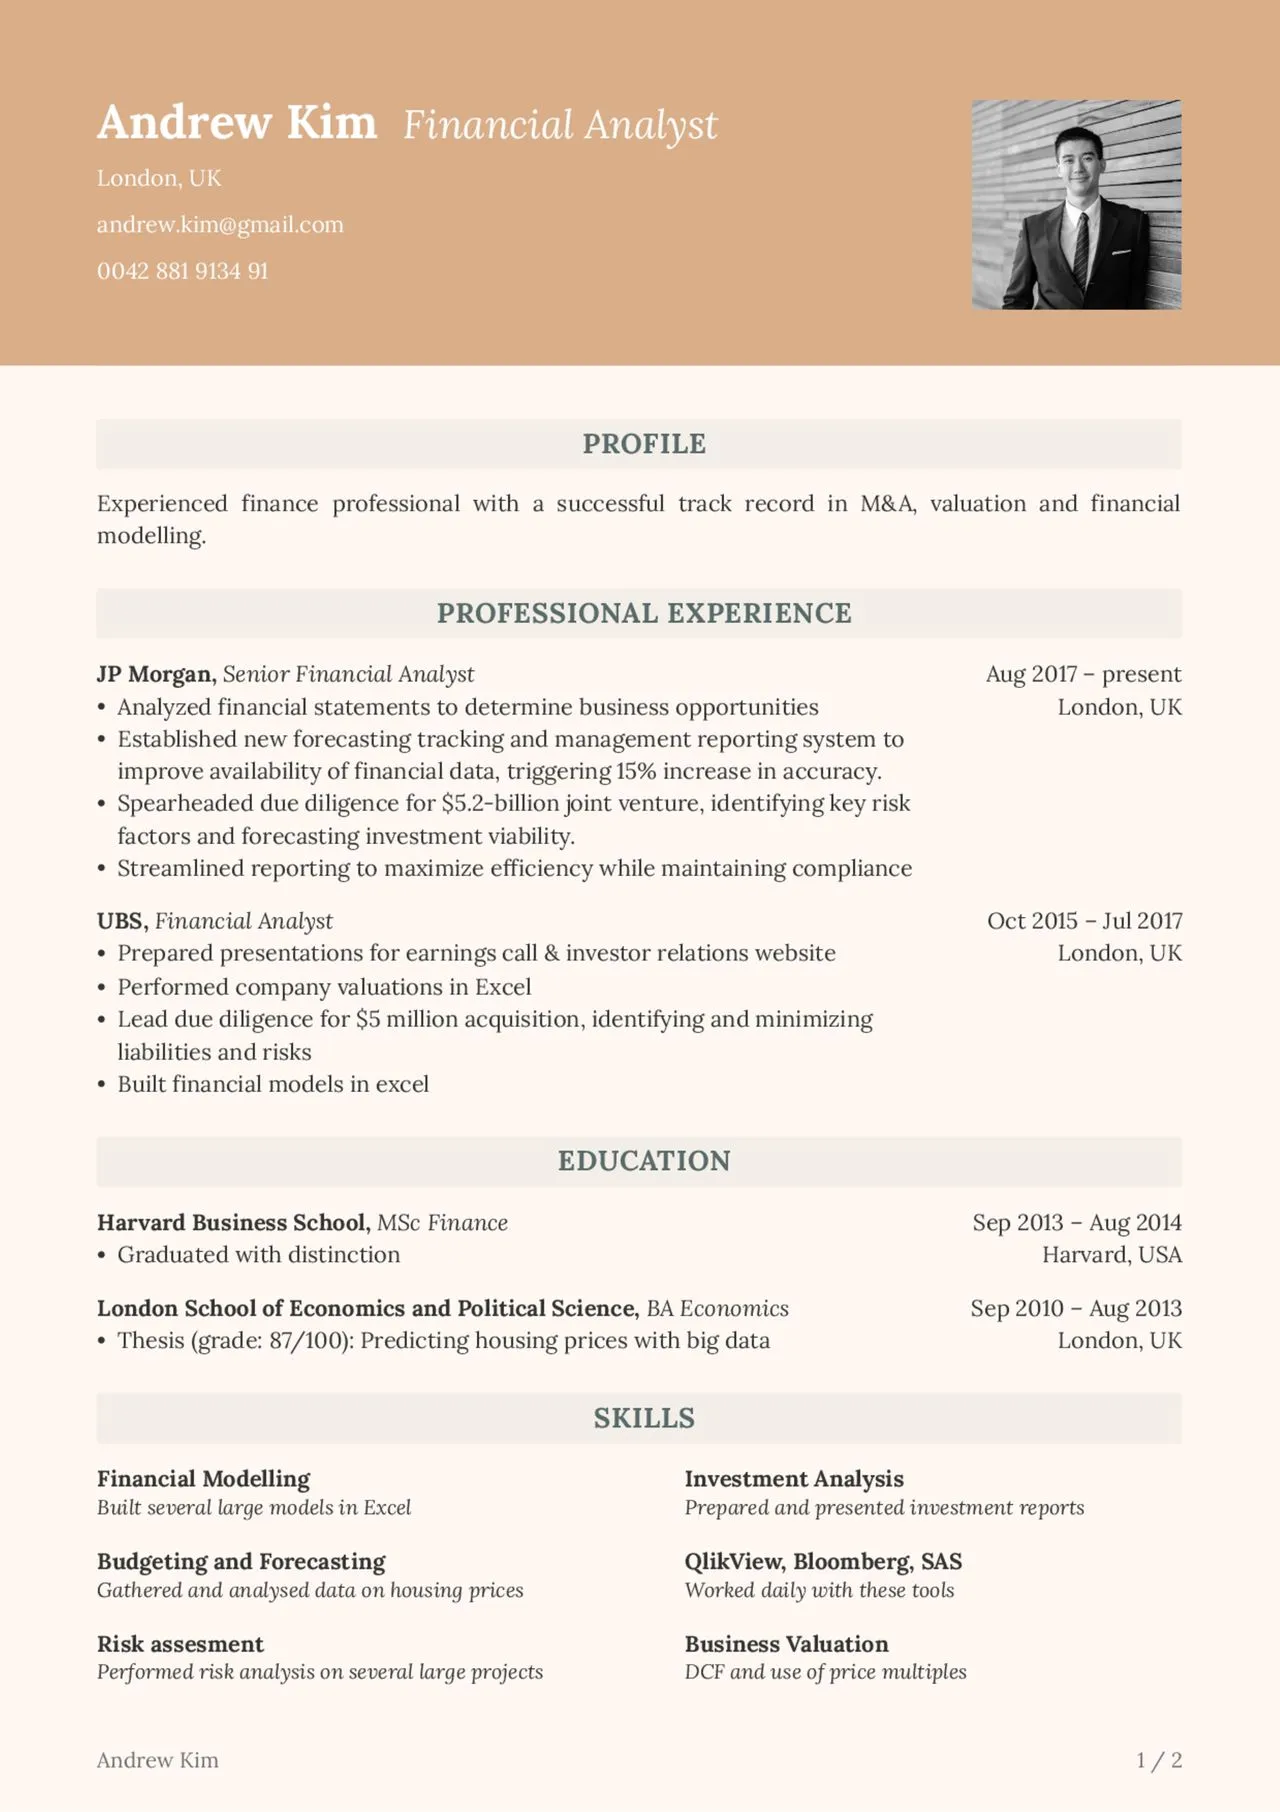 Andrew Kim Financial Analyst
London, UK
andrew.kim@gmail.com
0042 881 9134 91
PROFILE
Experienced finance professional with a successful track record in M&A, valuation and financial
modelling.
PROFESSIONAL EXPERIENCE
JP Morgan, Senior Financial Analyst Aug 2017 – present
• Analyzed financial statements to determine business opportunities London, UK
• Established new forecasting tracking and management reporting system to
improve availability of financial data, triggering 15% increase in accuracy.
• Spearheaded due diligence for $5.2-billion joint venture, identifying key risk
factors and forecasting investment viability.
• Streamlined reporting to maximize efficiency while maintaining compliance
UBS, Financial Analyst Oct 2015 – Jul 2017
• Prepared presentations for earnings call & investor relations website London, UK
• Performed company valuations in Excel
• Lead due diligence for $5 million acquisition, identifying and minimizing
liabilities and risks
• Built financial models in excel
EDUCATION
Harvard Business School, MSc Finance Sep 2013 – Aug 2014
• Graduated with distinction Harvard, USA
London School of Economics and Political Science, BA Economics Sep 2010 – Aug 2013
• Thesis (grade: 87/100): Predicting housing prices with big data London, UK
SKILLS
Financial Modelling Investment Analysis
Built several large models in Excel Prepared and presented investment reports
Budgeting and Forecasting QlikView, Bloomberg, SAS
Gathered and analysed data on housing prices Worked daily with these tools
Risk assesment Business Valuation
Performed risk analysis on several large projects DCF and use of price multiples
Andrew Kim 1 / 2